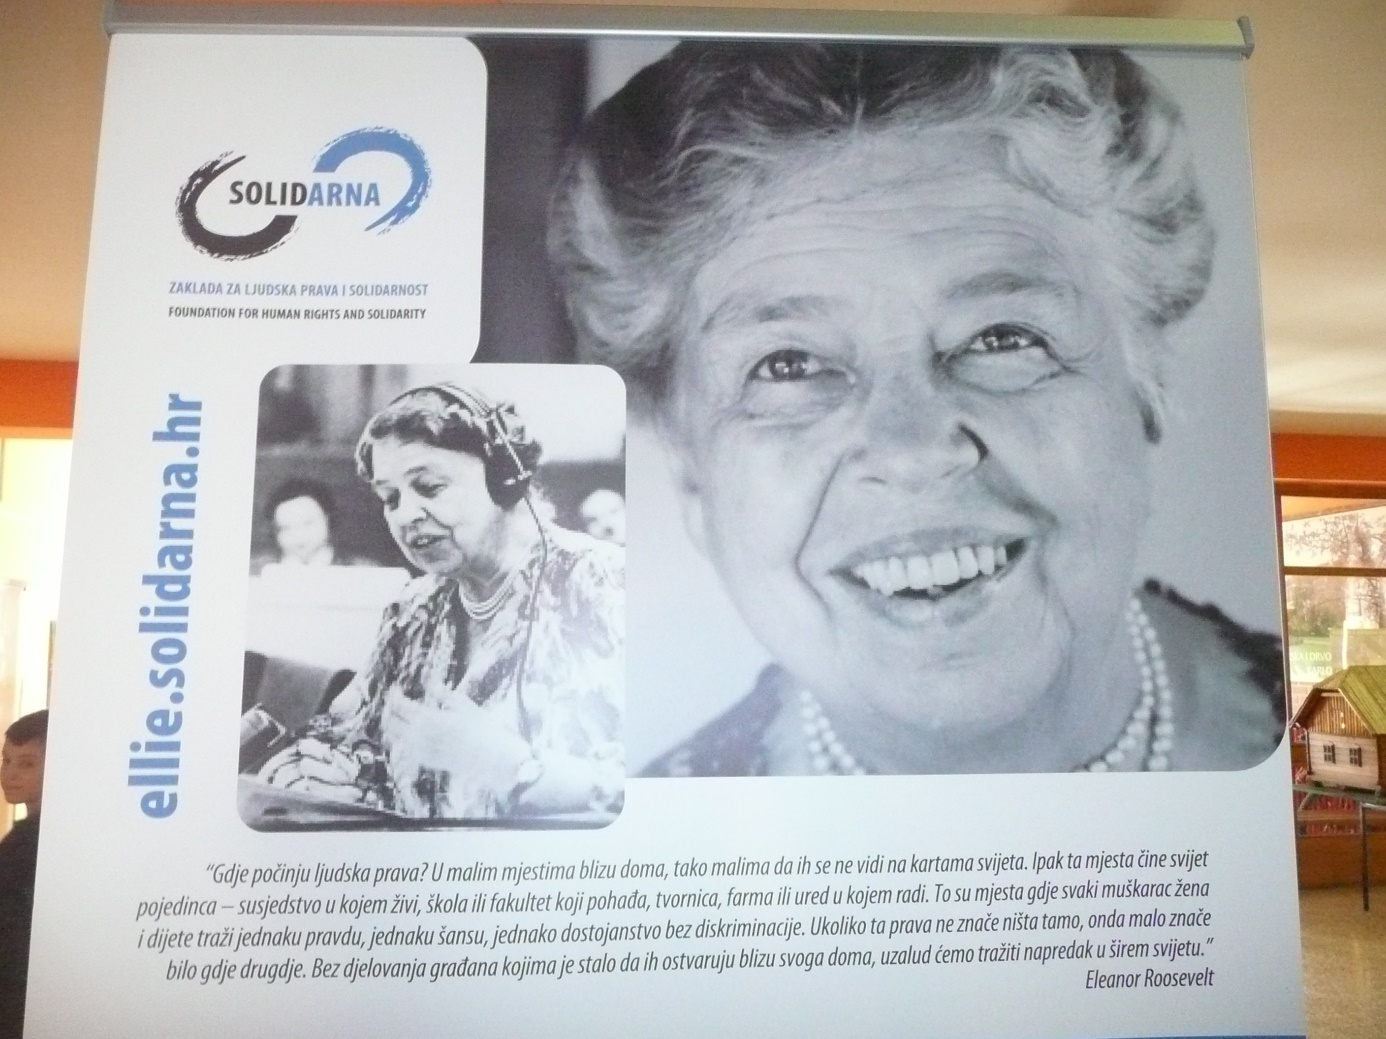 SOLIDARNA
ZAKLADA ZA LJUDSKA PRAVA I SOLIDARNOST
FOUNDATION FOR HUMAN RIGHTS AND SOLIDARITY
ellie.solidarna.hr
“Gdje počinju ljudska prava? U malim mjestima blizu doma, tako malima da ih se ne vidi na kartama svijeta. Ipak ta mjesta čine svijet
pojedinca – susjedstvo u kojem živi, škola ili fakultet koji pohađa, tvornica, farma ili ured u kojem radi. To su mjesta gdje svaki muškarac žena
i dijete traži jednaku pravdu, jednaku šansu, jednako dostojanstvo bez diskriminacije. Ukoliko ta prava ne znače ništa tamo, onda malo znače
bilo gdje drugdje. Bez djelovanja građana kojima je stalo da ih ostvaruju blizu svoga doma, uzalud ćemo tražiti napredak u širem svijetu.”
Eleanor Roosevelt